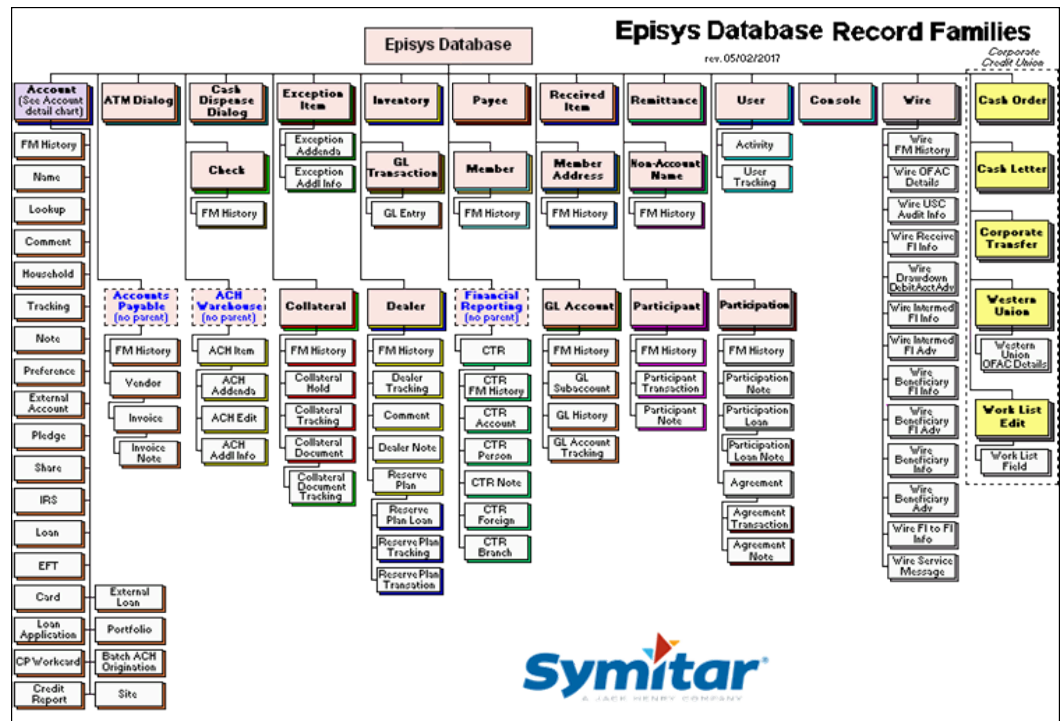 Episys Database
Episys Database Record Families
rev. 05/02/2017
Corporate
Credit Union
Account
(See Account
detail chart)
ATM Dialog
Cash
Dispense
Dialog
Exception
Item
Inventory
Payee
Received
Item
Remittance
User
Console
Wire
Cash Order
FM History
Name
Lookup
Comment
Household
Tracking
Note
Preference
External
Account
Pledge
Share
IRS
Loan
EFT
Card
Loan
Application
CP Workcard
Credit
Report
External
Loan
Portfolio
Batch ACH
Origination
Site
Check
FM History
Exception
Addenda
Exception
Addl Info
GL
Transaction
GL Entry
Member
FM History
Member
Address
FM History
Non-Account
Name
FM History
Activity
User
Tracking
Wire
FM History
Wire OFAC
Details
Wire USC
Audit Info
Wire Receive
FI Info
Wire
Drawdown
DebitAcctAdv
Wire Intermed
FI Info
Wire Intermed
FI Adv
Wire
Beneficiary
FI Info
Wire
Beneficiary
FI Adv
Wire
Beneficiary
Info
Wire
Beneficiary
Adv
Wire FI to FI
Info
Wire Service
Message
Cash Letter
Corporate
Transfer
Western
Union
Western
Union
OFAC Details
Work List
Edit
Work List
Field
Accounts
Payable
(no parent)
FM History
Vendor
Invoice
Invoice
Note
ACH
Warehouse
(no parent)
ACH Item
ACH
Addenda
ACH Edit
ACH
Addl Info
Collateral
FM History
Collateral
Hold
Collateral
Tracking
Collateral
Document
Collateral
Document
Tracking
Dealer
FM History
Dealer
Tracking
Comment
Dealer Note
Reserve
Plan
Reserve
Plan Loan
Reserve Plan
Tracking
Reserve Plan
Transation
Financial
Reporting
(no parent)
CTR
CTR
FM History
CTR
Account
CTR
Person
CTR Note
CTR
Foreign
CTR
Branch
GL Account
FM History
GL
Subaccount
GL History
GL Account
Tracking
Participant
FM History
Participant
Transaction
Participant
Note
Participation
FM History
Participation
Note
Participation
Loan
Participation
Loan Note
Agreement
Agreement
Transaction
Agreement
Note
Symitar®
A JACK HENRY COMPANY